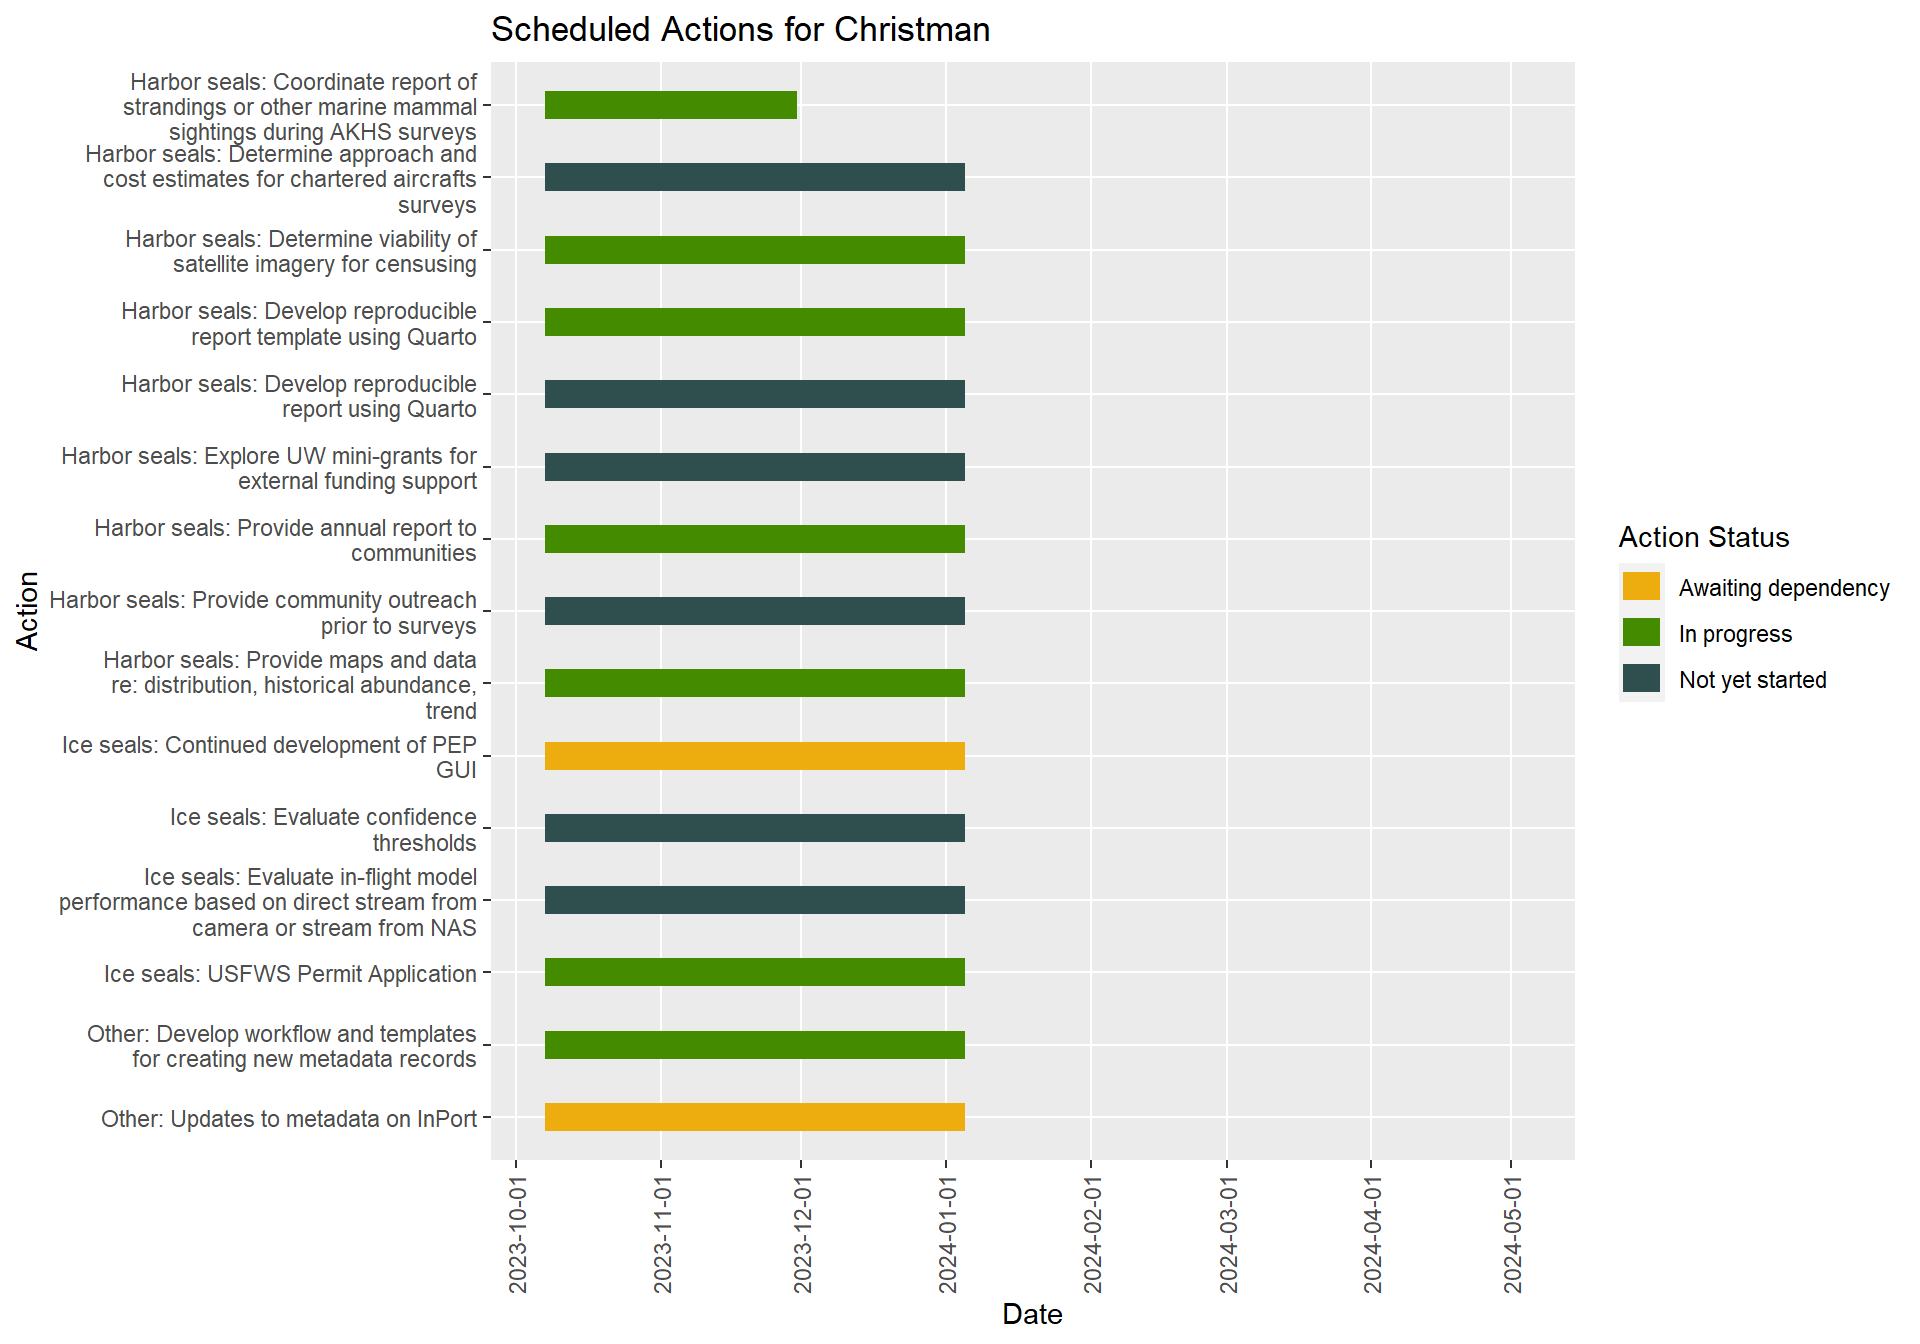 Scheduled Actions for Christman
Harbor seals: Coordinate report of
strandings or other marine mammal
sightings during AKHS surveys
Harbor seals: Determine approach and
cost estimates for chartered aircrafts
surveys
Harbor seals: Determine viability of
satellite imagery for censusing
Harbor seals: Develop reproducible
report template using Quarto
Harbor seals: Develop reproducible
report using Quarto
Harbor seals: Explore UW mini-grants for
external funding support
Harbor seals: Provide annual report to
communities
Harbor seals: Provide community outreach
prior to surveys
Harbor seals: Provide maps and data
re: distribution, historical abundance,
trend
Ice seals: Continued development of PEP
GUI
Ice seals: Evaluate confidence
thresholds
Ice seals: Evaluate in-flight model
performance based on direct stream from
camera or stream from NAS
Ice seals: USFWS Permit Application
Other: Develop workflow and templates
for creating new metadata records
Other: Updates to metadata on InPort
Action
2023-10-01
2023-11-01
2023-12-01
2024-01-01
2024-02-01
2024-03-01
2024-04-01
2024-05-01
Date
Action Status
Awaiting dependency
In progress
Not yet started